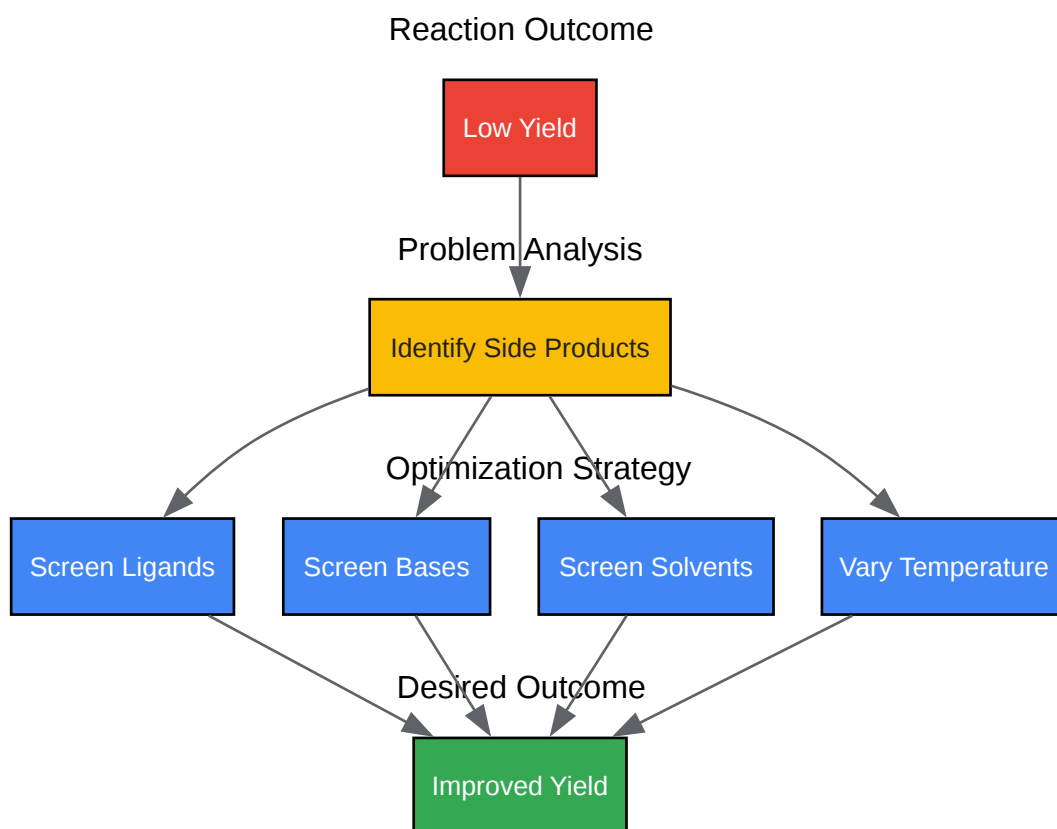 Reaction Outcome
Low Yield
Problem Analysis
Identify Side Products
Optimization Strategy
Screen Ligands
Screen Bases
Screen Solvents
Vary Temperature
Desired Outcome
Improved Yield